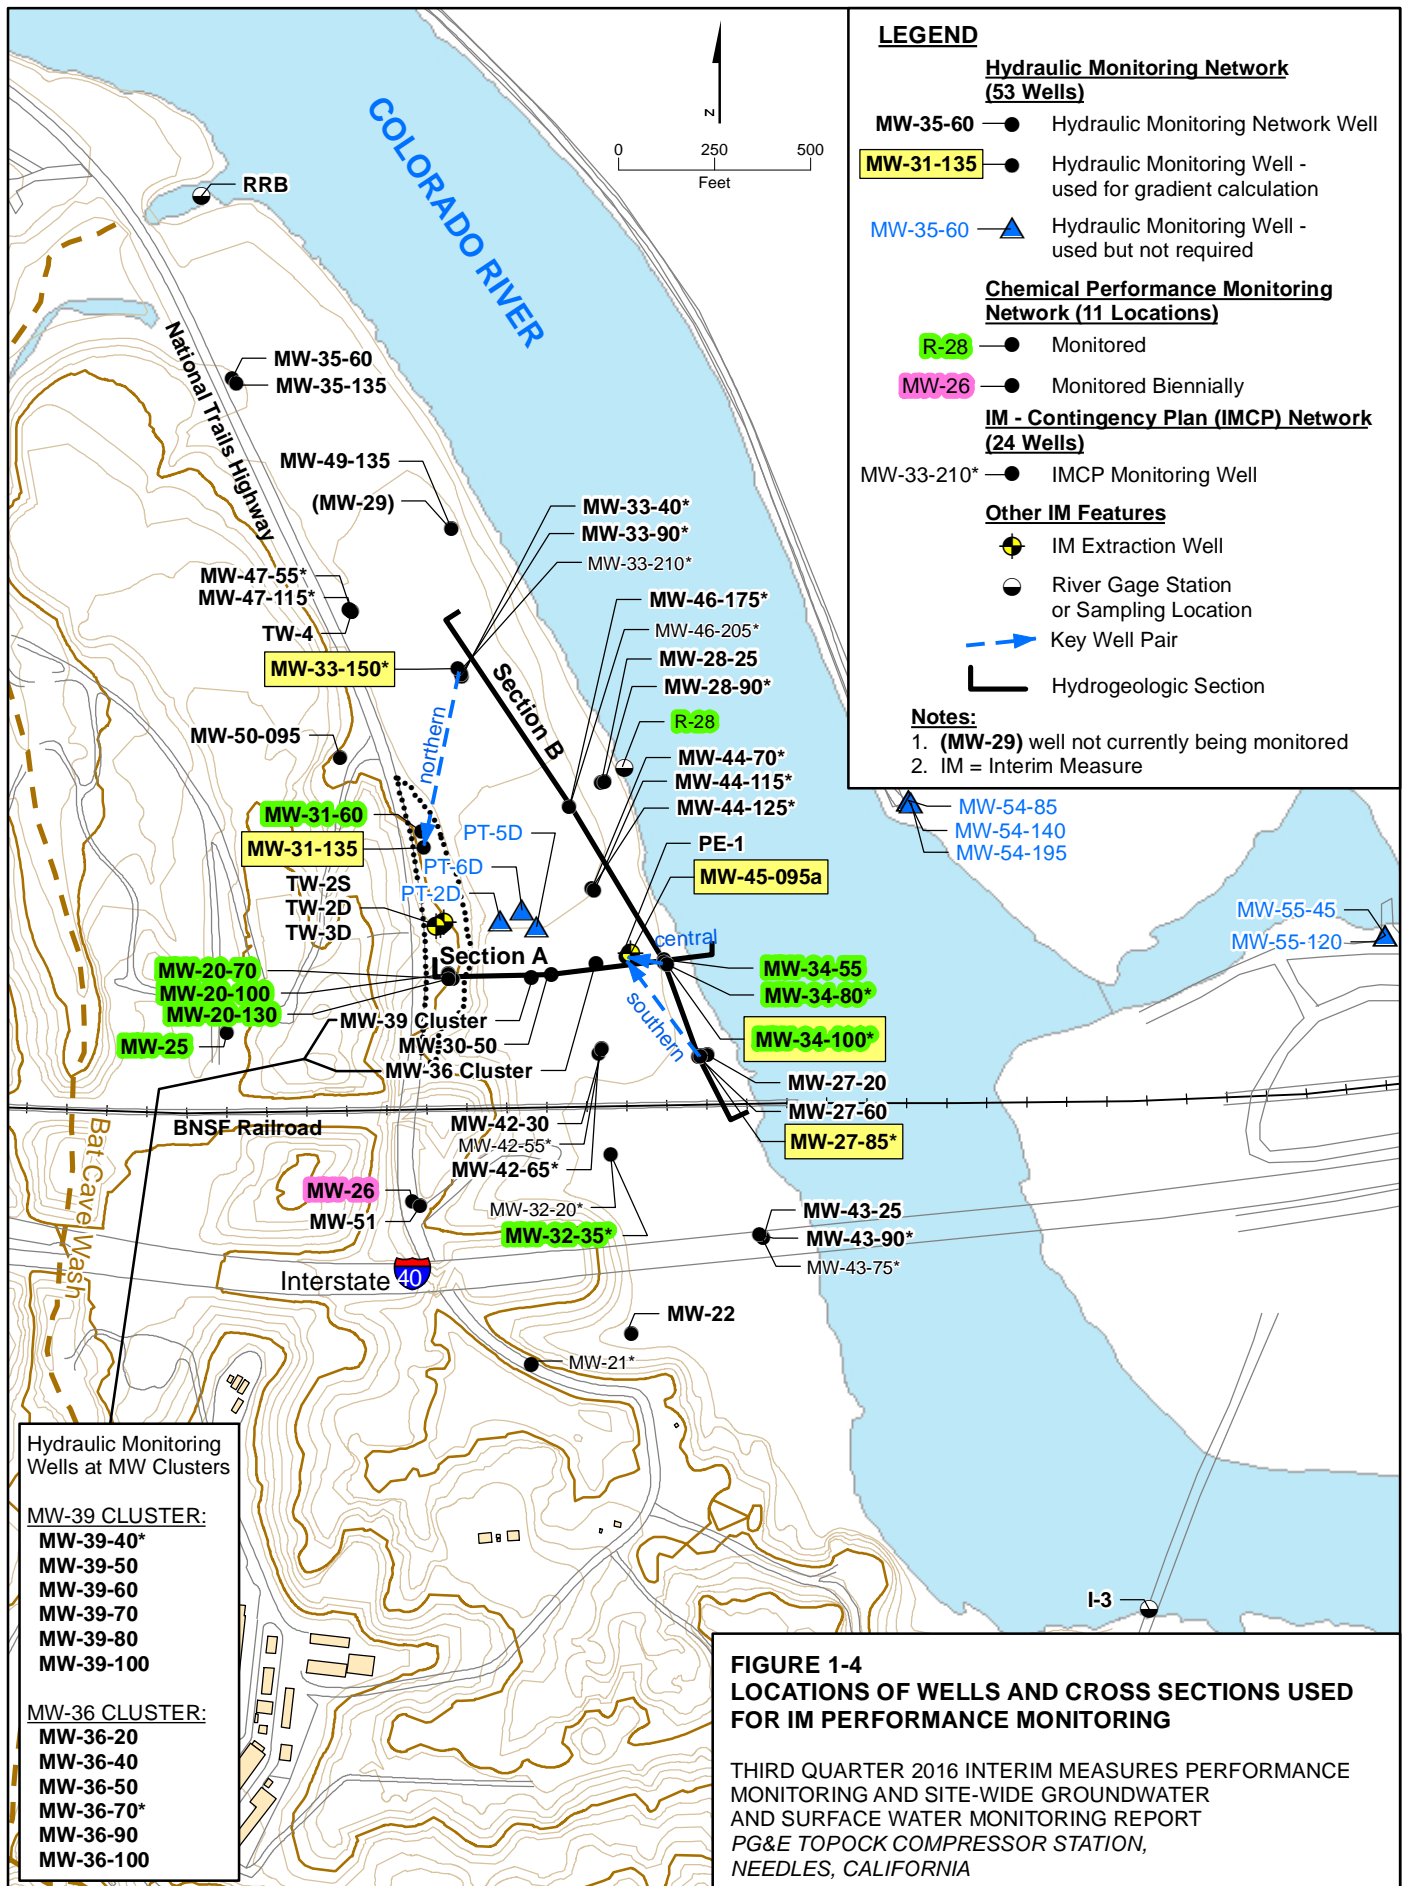 LEGEND
Hydraulic Monitoring Network
(53 Wells)
MW-35-60
Hydraulic Monitoring Network Well
MW-31-135
Hydraulic Monitoring Well -
used for gradient calculation
MW-35-60
Hydraulic Monitoring Well -
used but not required
Chemical Performance Monitoring
Network (11 Locations)
R-28
Monitored
MW-26
Monitored Biennially
IM - Contingency Plan (IMCP) Network
(24 Wells)
MW-33-210*
IMCP Monitoring Well
Other IM Features
IM Extraction Well
River Gage Station
or Sampling Location
Key Well Pair
Hydrogeologic Section
Notes:
1. (MW-29) well not currently being monitored
2. IM = Interim Measure
N
0 250 500
Feet
COLORADO RIVER
RRB
National Trails Highway
MW-35-60
MW-35-135
MW-49-135
(MW-29)
MW-33-40*
MW-33-90*
MW-33-210*
MW-47-55*
MW-47-115*
TW-4
MW-46-175*
MW-46-205*
MW-28-25
MW-28-90*
MW-33-150*
Section B
R-28
northern
MW-50-095
MW-44-70*
MW-44-115*
MW-44-125*
MW-31-60
MW-31-135
PT-5D
PT-6D
PT-2D
PE-1
MW-45-095a
MW-54-85
MW-54-140
MW-54-195
TW-2S
TW-2D
TW-3D
MW-55-45
MW-55-120
central
Section A
MW-20-70
MW-20-100
MW-20-130
MW-34-55
MW-34-80*
MW-34-100*
southern
MW-25
MW-39 Cluster
MW-30-50
MW-36 Cluster
MW-27-20
MW-27-60
MW-27-85*
BNSF Railroad
Bat Cave Wash
MW-42-30
MW-42-55*
MW-42-65*
MW-26
MW-51
MW-32-20*
MW-32-35*
MW-43-25
MW-43-90*
MW-43-75*
Interstate 40
MW-22
MW-21*
Hydraulic Monitoring
Wells at MW Clusters
MW-39 CLUSTER:
MW-39-40*
MW-39-50
MW-39-60
MW-39-70
MW-39-80
MW-39-100
MW-36 CLUSTER:
MW-36-20
MW-36-40
MW-36-50
MW-36-70*
MW-36-90
MW-36-100
I-3
FIGURE 1-4
LOCATIONS OF WELLS AND CROSS SECTIONS USED
FOR IM PERFORMANCE MONITORING
THIRD QUARTER 2016 INTERIM MEASURES PERFORMANCE
MONITORING AND SITE-WIDE GROUNDWATER
AND SURFACE WATER MONITORING REPORT
PG&E TOPOCK COMPRESSOR STATION,
NEEDLES, CALIFORNIA